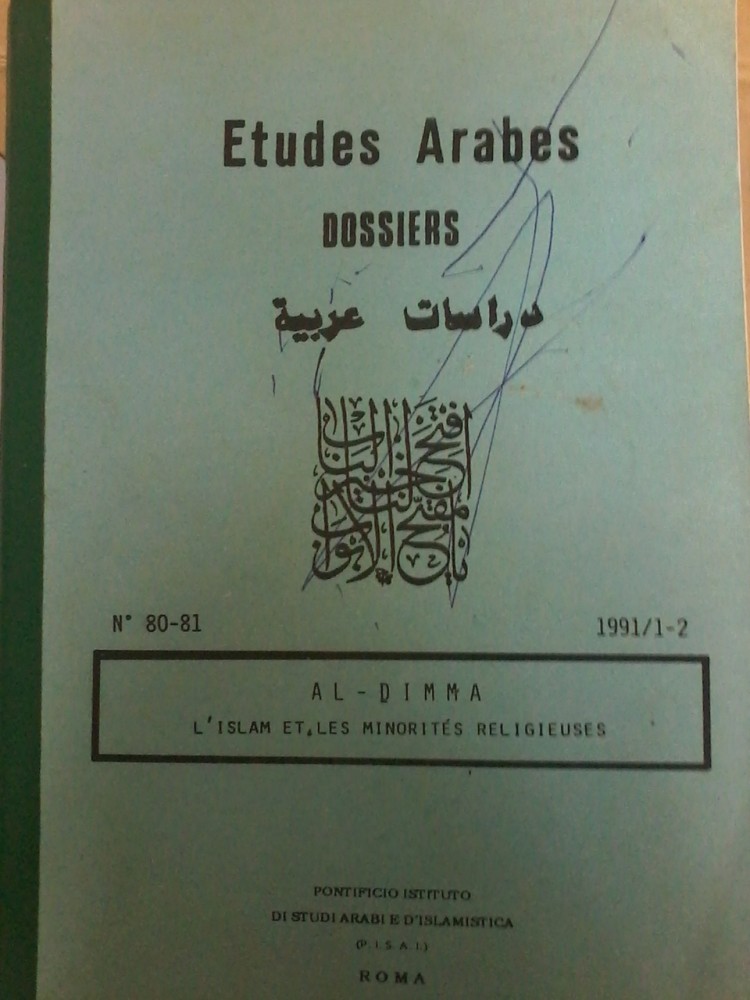 Etudes Arabes
DOSSIERS
دراسات عربية
N° 80-81
1991/1-2
AL-DIMMA
L'ISLAM ET LES MINORITÉS RELIGIEUSES
PONTIFICIO ISTITUTO
DI STUDI ARABI E D'ISLAMISTICA
(P.I.S.A.I.)
ROMA